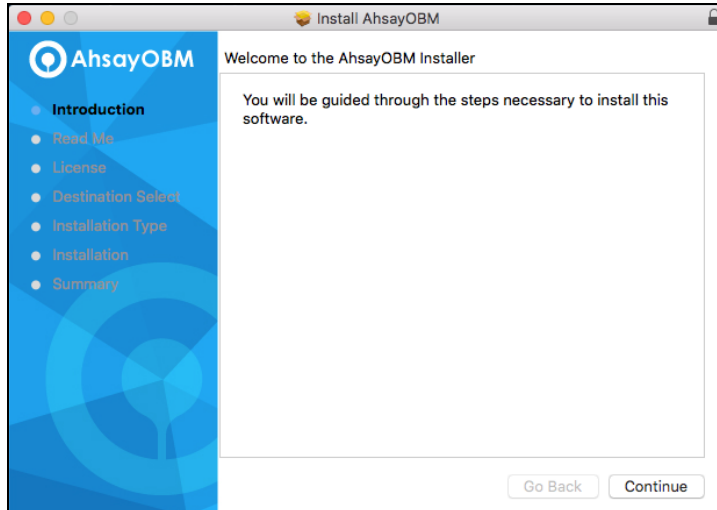 Install AhsayOBM
AhsayOBM
Welcome to the AhsayOBM Installer
Introduction
Read Me
License
Destination Select
Installation Type
Installation
Summary
You will be guided through the steps necessary to install this
software.
Go Back
Continue